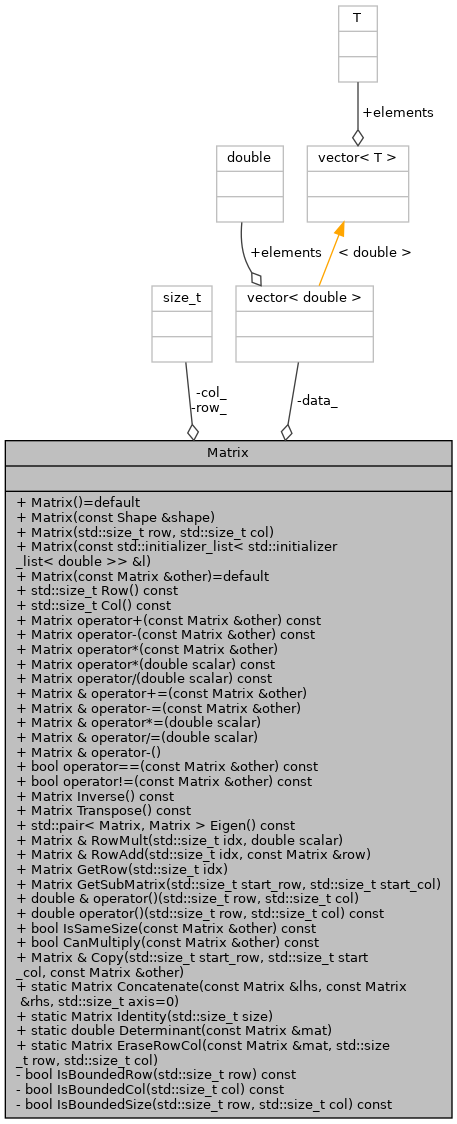 T
+elements
double
vector< T >
+elements
< double >
size_t
vector< double >
-col_
-row_
-data_
Matrix
+ Matrix()=default
+ Matrix(const Shape &shape)
+ Matrix(std::size_t row, std::size_t col)
+ Matrix(const std::initializer_list< std::initializer
_list< double >> &l)
+ Matrix(const Matrix &other)=default
+ std::size_t Row() const
+ std::size_t Col() const
+ Matrix operator+(const Matrix &other) const
+ Matrix operator-(const Matrix &other) const
+ Matrix operator*(const Matrix &other)
+ Matrix operator*(double scalar) const
+ Matrix operator/(double scalar) const
+ Matrix & operator+=(const Matrix &other)
+ Matrix & operator-=(const Matrix &other)
+ Matrix & operator*=(double scalar)
+ Matrix & operator/=(double scalar)
+ Matrix & operator-()
+ bool operator==(const Matrix &other) const
+ bool operator!=(const Matrix &other) const
+ Matrix Inverse() const
+ Matrix Transpose() const
+ std::pair< Matrix, Matrix > Eigen() const
+ Matrix & RowMult(std::size_t idx, double scalar)
+ Matrix & RowAdd(std::size_t idx, const Matrix &row)
+ Matrix GetRow(std::size_t idx)
+ Matrix GetSubMatrix(std::size_t start_row, std::size_t start_col)
+ double & operator()(std::size_t row, std::size_t col)
+ double operator()(std::size_t row, std::size_t col) const
+ bool IsSameSize(const Matrix &other) const
+ bool CanMultiply(const Matrix &other) const
+ Matrix & Copy(std::size_t start_row, std::size_t start
_col, const Matrix &other)
+ static Matrix Concatenate(const Matrix &lhs, const Matrix
&rhs, std::size_t axis=0)
+ static Matrix Identity(std::size_t size)
+ static double Determinant(const Matrix &mat)
+ static Matrix EraseRowCol(const Matrix &mat, std::size
_t row, std::size_t col)
- bool IsBoundedRow(std::size_t row) const
- bool IsBoundedCol(std::size_t col) const
- bool IsBoundedSize(std::size_t row, std::size_t col) const